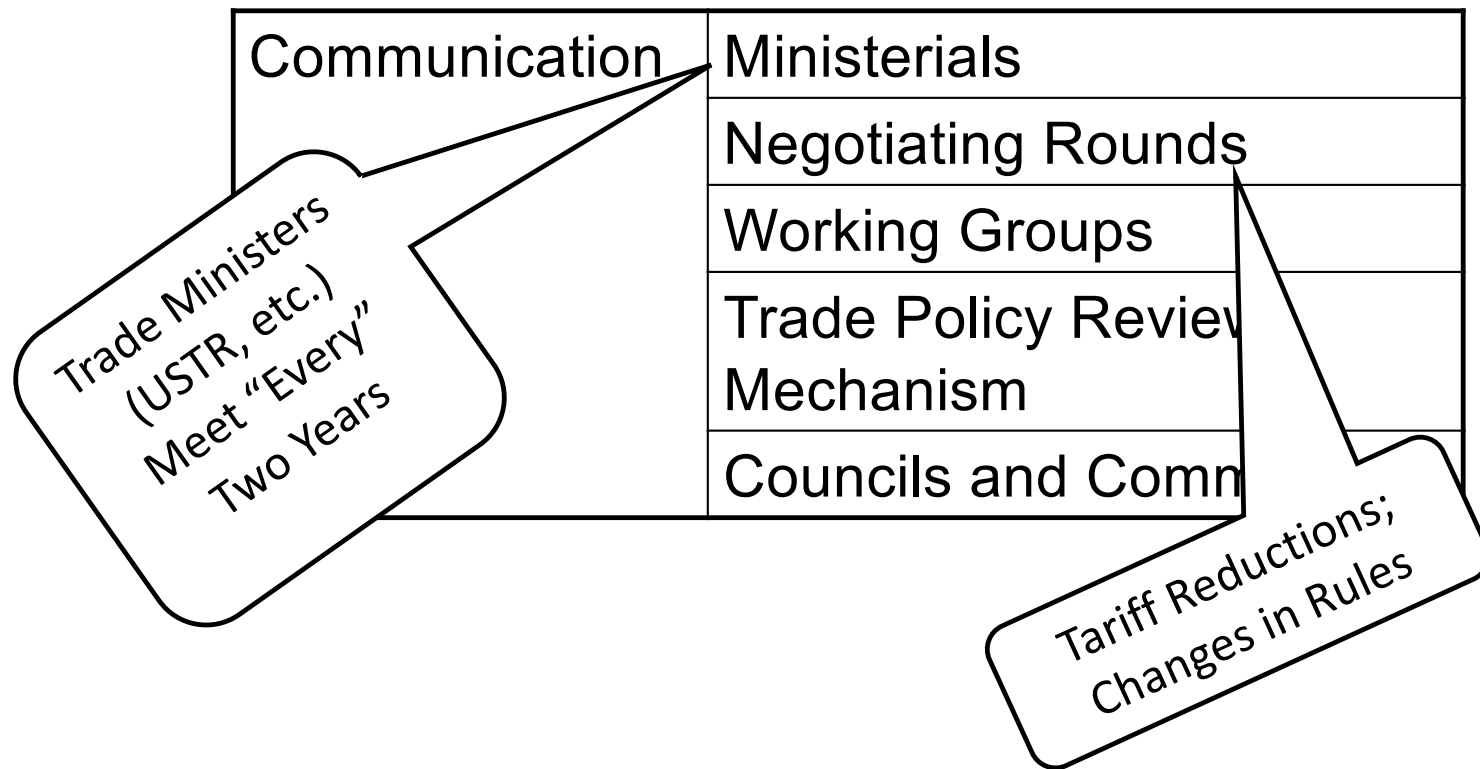 Communication
Ministerials
Negotiating Rounds
Working Groups
Trade Policy Review
Mechanism
Councils and Comm
Trade Ministers
(USTR, etc.)
Meet “Every”
Two Years
Tariff Reductions;
Changes in Rules